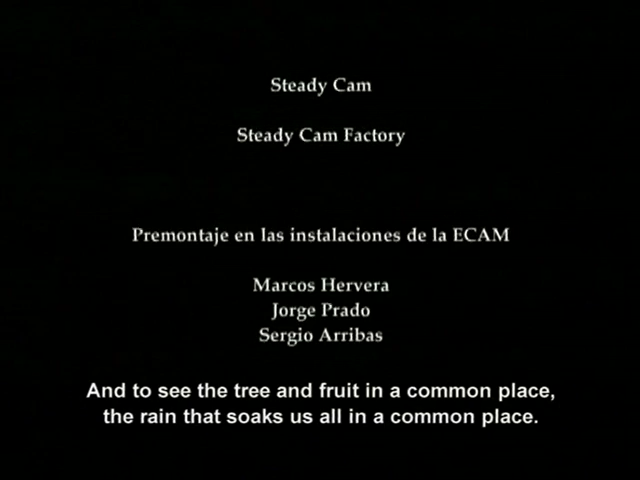 Steady Cam
Steady Cam Factory
Premontaje en las instalaciones de la ECAM
Marcos Hervera
Jorge Prado
Sergio Arribas
And to see the tree and fruit in a common place,
the rain that soaks us all in a common place.